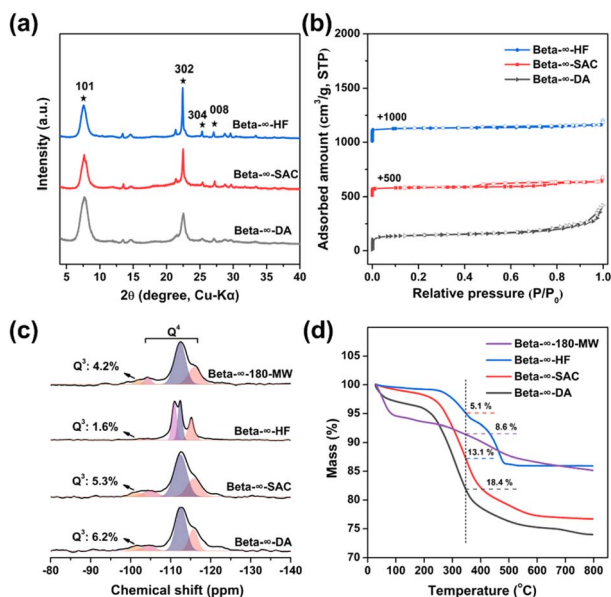 (a)
101
302
304
008
Beta-∞-HF
Beta-∞-SAC
Beta-∞-DA
Intensity (a.u.)
5 10 15 20 25 30 35 40
2θ (degree, Cu-Kα)
(b)
Beta-∞-HF
Beta-∞-SAC
Beta-∞-DA
+1000
+500
Adsorbed amount (cm³/g, STP)
2000
1500
1000
500
0
0.0 0.2 0.4 0.6 0.8 1.0
Relative pressure (P/P₀)
(c)
Q⁴
Q³: 4.2%
Beta-∞-180-MW
Q³: 1.6%
Beta-∞-HF
Q³: 5.3%
Beta-∞-SAC
Q³: 6.2%
Beta-∞-DA
-80 -90 -100 -110 -120 -130 -140
Chemical shift (ppm)
(d)
Beta-∞-180-MW
Beta-∞-HF
Beta-∞-SAC
Beta-∞-DA
5.1 %
8.6 %
13.1 %
18.4 %
Mass (%)
105
100
95
90
85
80
75
70
0 100 200 300 400 500 600 700 800
Temperature (°C)